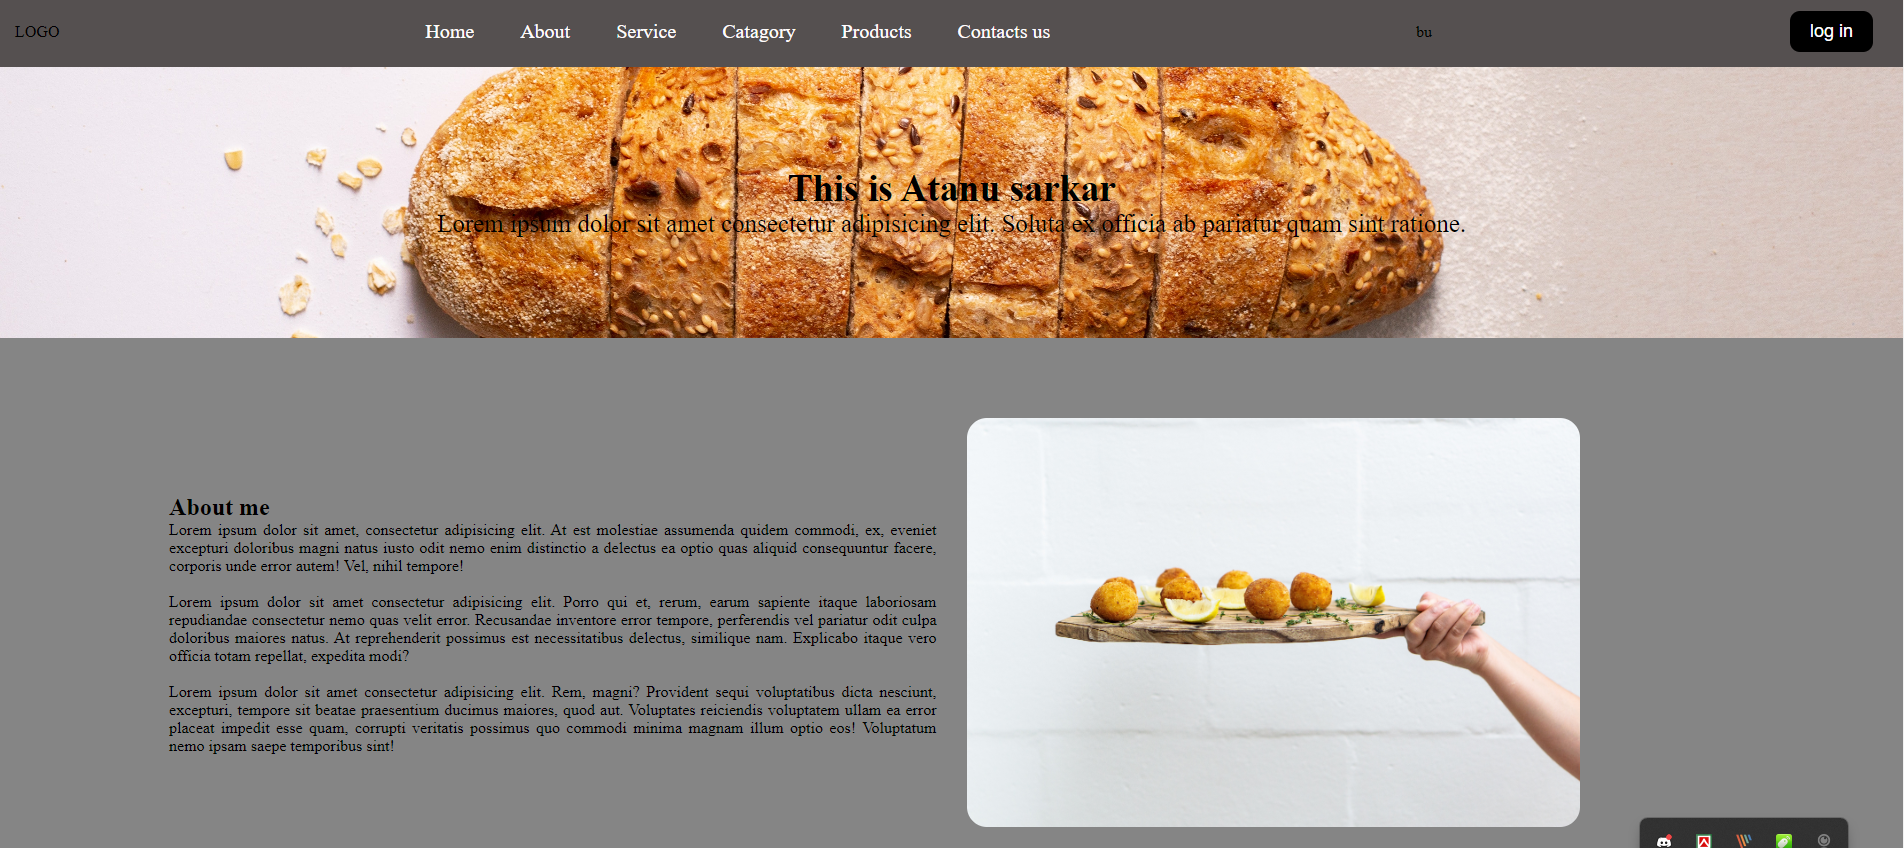 LOGO Home About Service Catagory Products Contacts us bu log in
This is Atanu sarkar
Lorem ipsum dolor sit amet consectetur adipisicing elit. Soluta ex officia ab pariatur quam sint ratione.
About me
Lorem ipsum dolor sit amet, consectetur adipisicing elit. At est molestiae assumenda quidem commodi, ex, eveniet
excepturi doloribus magni natus iusto odit nemo enim distinctio a delectus ea optio quas aliquid consequuntur facere,
corporis unde error autem! Vel, nihil tempore!
Lorem ipsum dolor sit amet consectetur adipisicing elit. Porro qui et, rerum, earum sapiente itaque laboriosam
repudiandae consectetur nemo quas velit error. Recusandae inventore error tempore, perferendis vel pariatur odit culpa
doloribus maiores natus. At reprehenderit possimus est necessitatibus delectus, similique nam. Explicabo itaque vero
officia totam repellat, expedita modi?
Lorem ipsum dolor sit amet consectetur adipisicing elit. Rem, magni? Provident sequi voluptatibus dicta nesciunt,
excepturi, tempore sit beatae praesentium ducimus maiores, quod aut. Voluptates reiciendis voluptatem ullam ea error
placeat impedit esse quam, corrupti veritatis possimus quo commodi minima magnam illum optio eos! Voluptatum
nemo ipsam saepe temporibus sint!